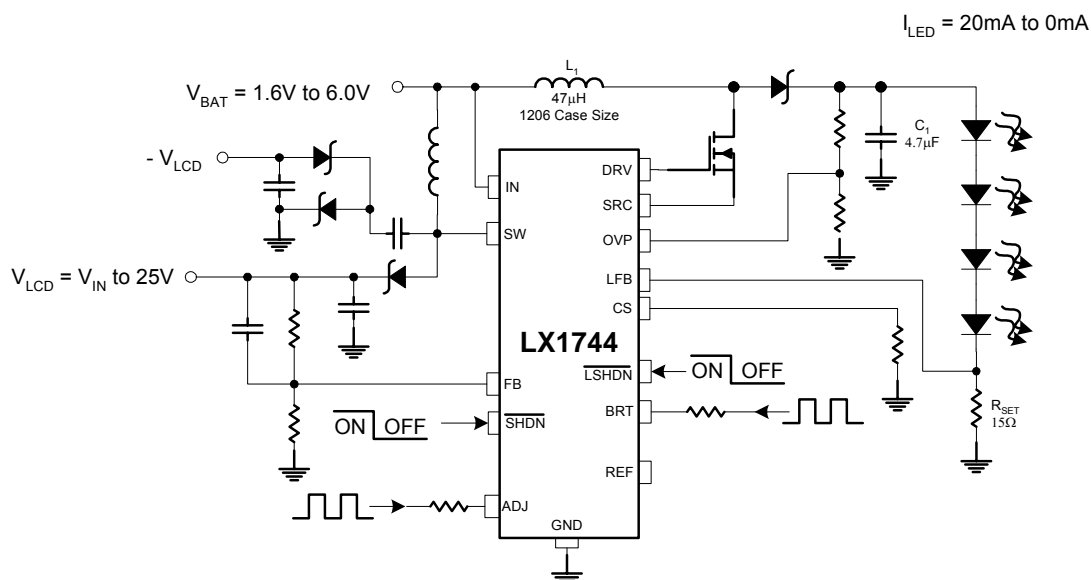 I_LED = 20mA to 0mA
L₁
47µH
1206 Case Size
V_BAT = 1.6V to 6.0V
C₁
4.7µF
- V_LCD
DRV
IN
SRC
SW
OVP
V_LCD = V_IN to 25V
LFB
CS
LX1744
LSHDN
ON OFF
FB
BRT
R_SET
15Ω
ON OFF
SHDN
REF
ADJ
GND